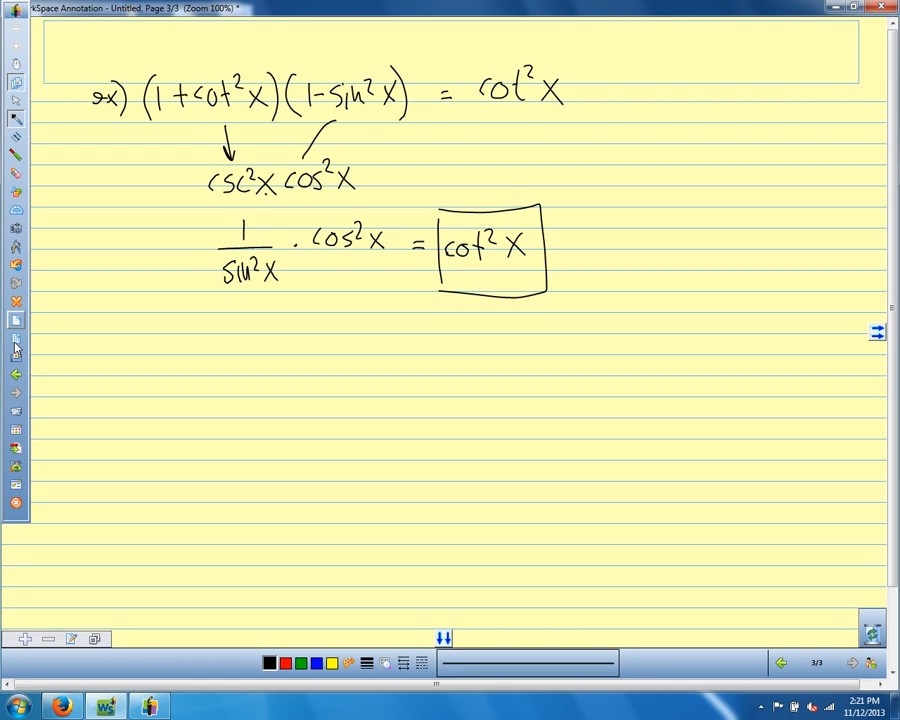 rkSpace Annotation - Untitled, Page 3/3 (Zoom 100%) *
ex) (1+cot²x)(1-sin²x) = cot²x
csc²x cos²x
1/sin²x · cos²x = cot²x
3/3
2:21 PM
11/12/2013